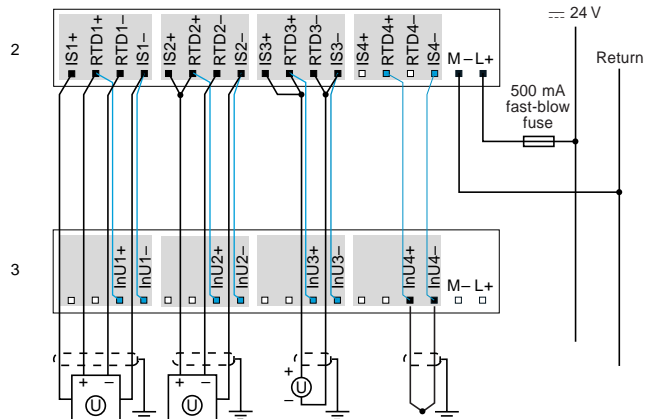 ⎓ 24 V
Return
2
IS1+ RTD1+ RTD1– IS1– IS2+ RTD2+ RTD2– IS2– IS3+ RTD3+ RTD3– IS3– IS4+ RTD4+ RTD4– IS4– M– L+
500 mA
fast-blow
fuse
3
InU1+ InU1– InU2+ InU2– InU3+ InU3– InU4+ InU4– M– L+
+ – U
+ – U
+ – U